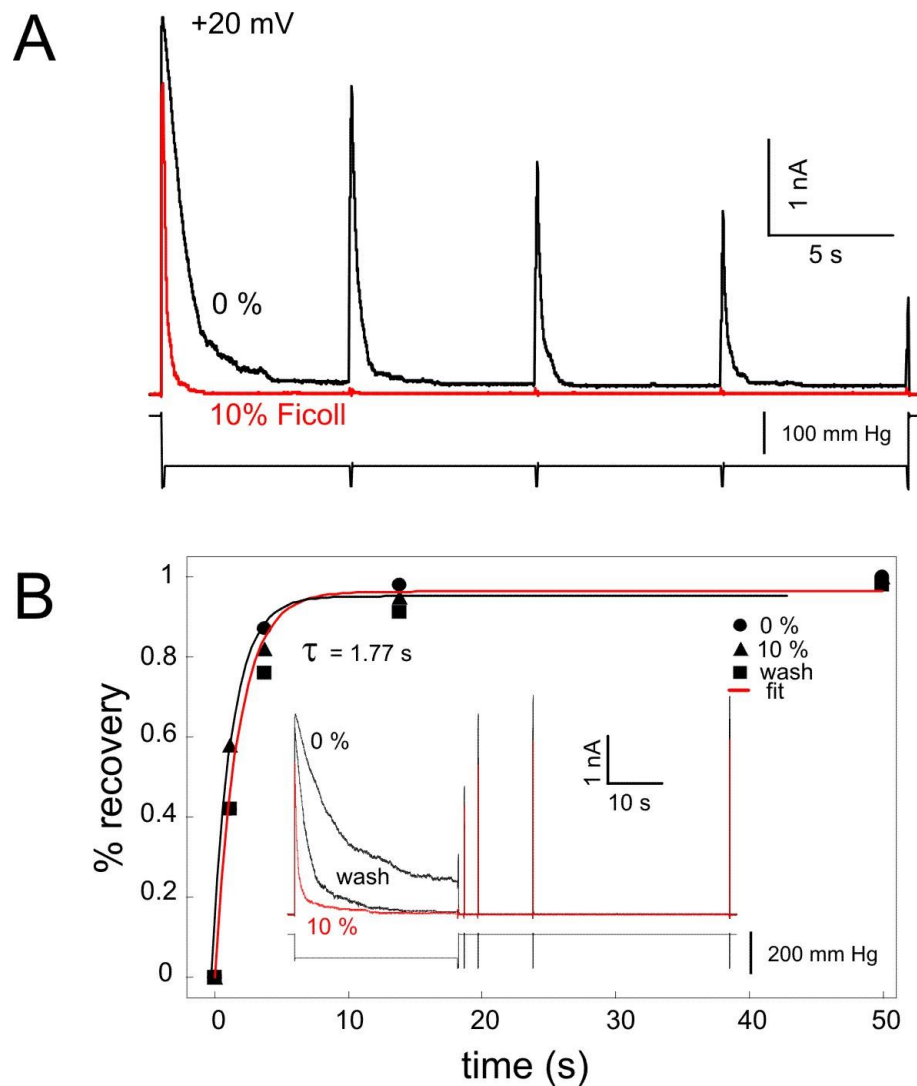 A
+20 mV
0 %
1 nA
5 s
10% Ficoll
100 mm Hg
B
1
0.8
0.6
0.4
0.2
0
% recovery
τ = 1.77 s
0 %
10 %
wash
fit
0 %
wash
10 %
1 nA
10 s
200 mm Hg
0
10
20
30
40
50
time (s)